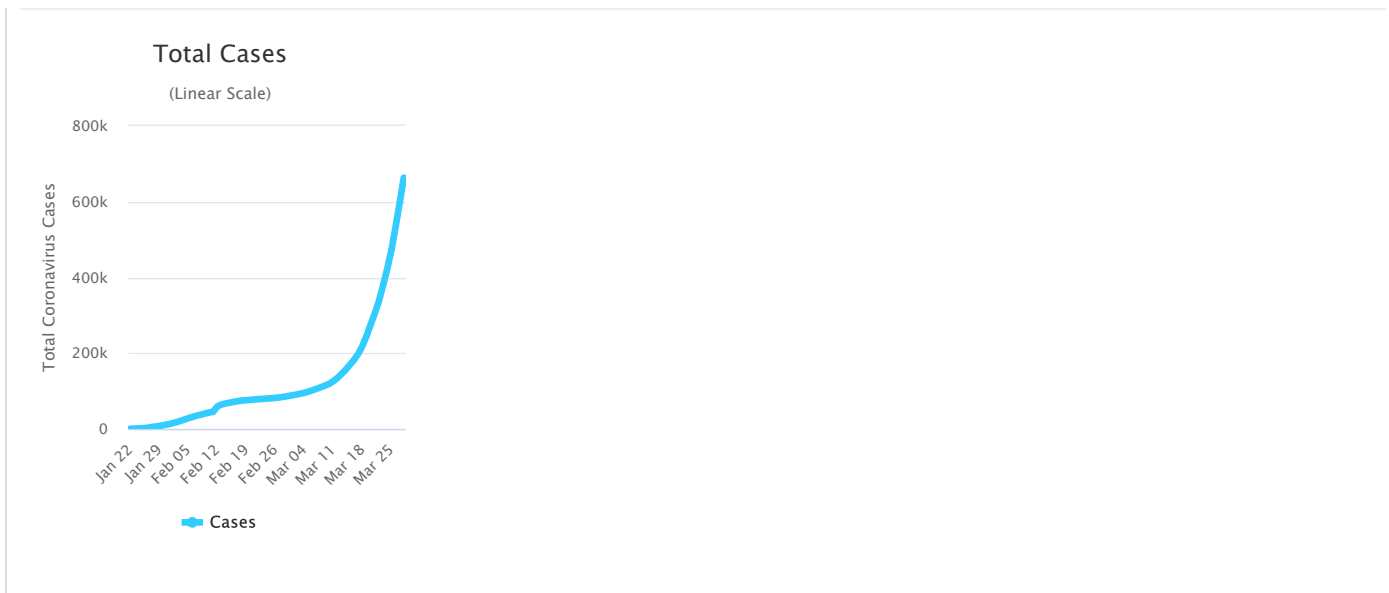 Total Cases
(Linear Scale)
Total Coronavirus Cases
800k
600k
400k
200k
0
Jan 22
Jan 29
Feb 05
Feb 12
Feb 19
Feb 26
Mar 04
Mar 11
Mar 18
Mar 25
Cases